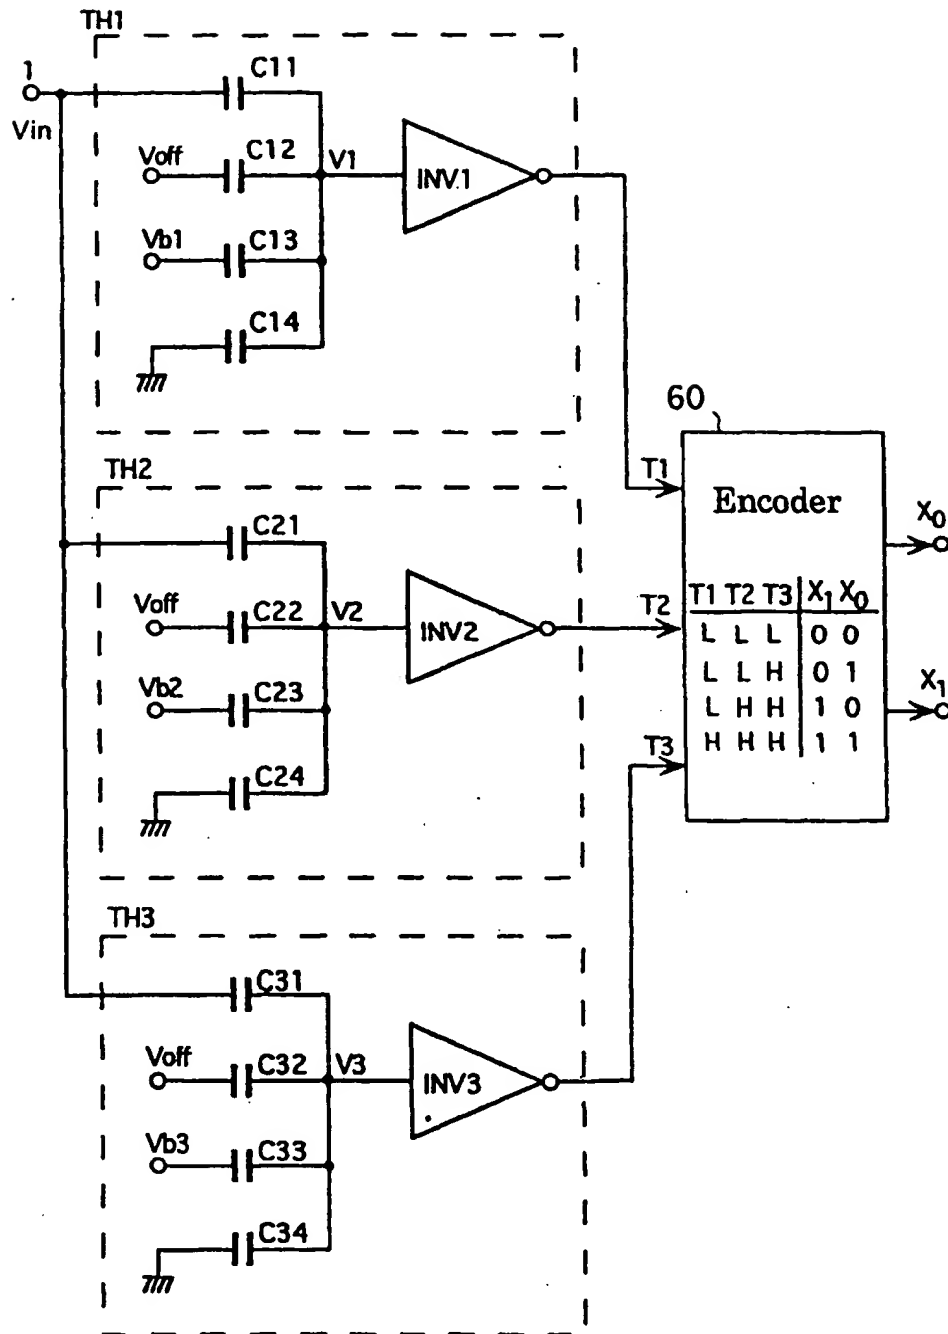 TH1
1
Vin
C11
Voff
C12
V1
INV.1
Vb1
C13
C14
60
TH2
T1
Encoder
X0
C21
Voff
C22
V2
INV2
T2
T1 T2 T3 X1 X0
L L L 0 0
L L H 0 1
L H H 1 0
H H H 1 1
Vb2
C23
X1
T3
C24
TH3
C31
Voff
C32
V3
INV3
Vb3
C33
C34